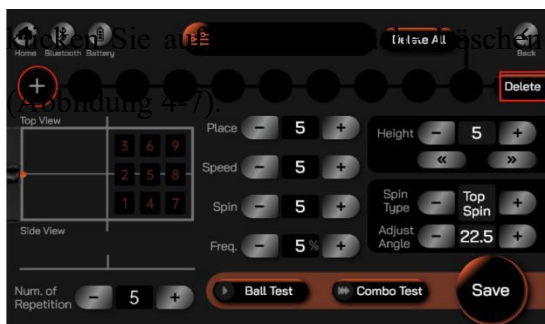 klicken Sie auf
Löschen
(Abbildung 4-7).
Home Bluetooth Battery
Delete All
Back
+
Delete
Top View
3 6 9
2 5 8
1 4 7
Side View
Place - 5 +
Speed - 5 +
Spin - 5 +
Freq. - 5 % +
Height - 5 +
« »
Spin Type - Top Spin +
Adjust Angle - 22.5 +
Num. of Repetition - 5 +
Ball Test
Combo Test
Save